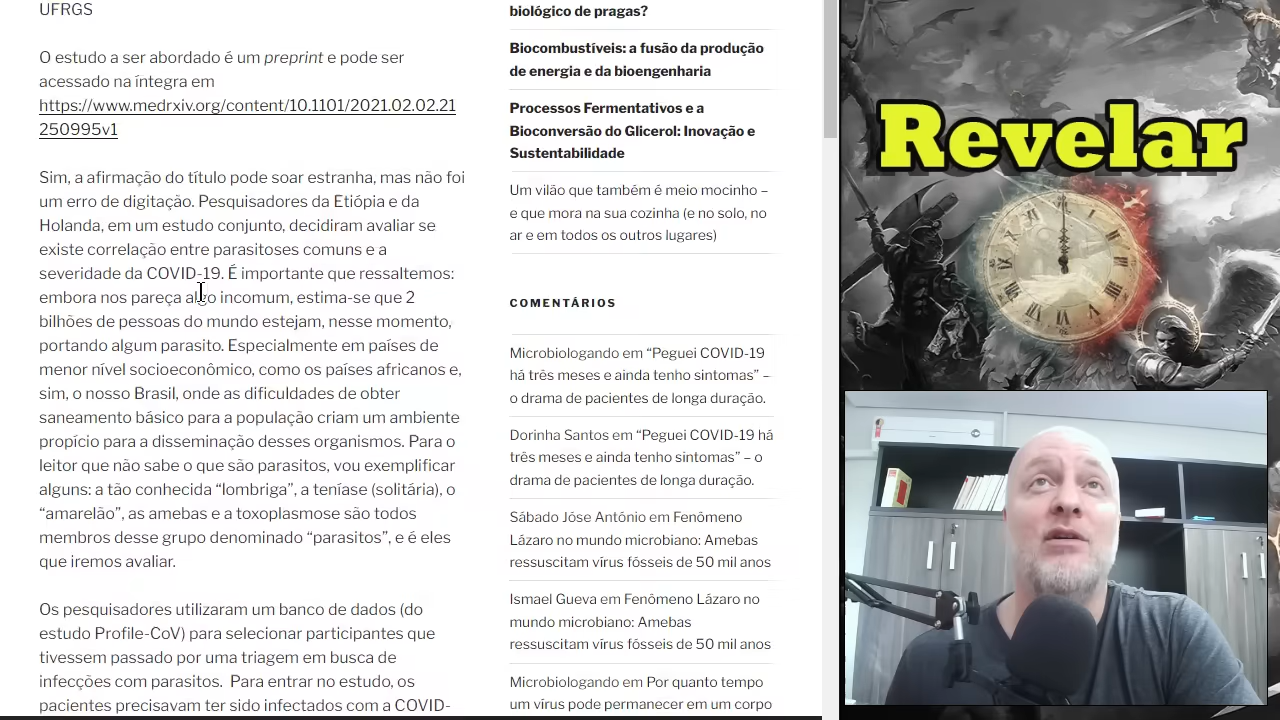 UFRGS
O estudo a ser abordado é um preprint e pode ser
acessado na íntegra em
https://www.medrxiv.org/content/10.1101/2021.02.02.21
250995v1
Sim, a afirmação do título pode soar estranha, mas não foi
um erro de digitação. Pesquisadores da Etiópia e da
Holanda, em um estudo conjunto, decidiram avaliar se
existe correlação entre parasitoses comuns e a
severidade da COVID-19. É importante que ressaltemos:
embora nos pareça algo incomum, estima-se que 2
bilhões de pessoas do mundo estejam, nesse momento,
portando algum parasito. Especialmente em países de
menor nível socioeconômico, como os países africanos e,
sim, o nosso Brasil, onde as dificuldades de obter
saneamento básico para a população criam um ambiente
propício para a disseminação desses organismos. Para o
leitor que não sabe o que são parasitos, vou exemplificar
alguns: a tão conhecida “lombriga”, a teníase (solitária), o
“amarelão”, as amebas e a toxoplasmose são todos
membros desse grupo denominado “parasitos”, e é eles
que iremos avaliar.
Os pesquisadores utilizaram um banco de dados (do
estudo Profile-CoV) para selecionar participantes que
tivessem passado por uma triagem em busca de
infecções com parasitos. Para entrar no estudo, os
pacientes precisavam ter sido infectados com a COVID-
biológico de pragas?
Biocombustíveis: a fusão da produção
de energia e da bioengenharia
Processos Fermentativos e a
Bioconversão do Glicerol: Inovação e
Sustentabilidade
Um vilão que também é meio mocinho –
e que mora na sua cozinha (e no solo, no
ar e em todos os outros lugares)
COMENTÁRIOS
Microbiologando em “Peguei COVID-19
há três meses e ainda tenho sintomas” –
o drama de pacientes de longa duração.
Dorinha Santos em “Peguei COVID-19 há
três meses e ainda tenho sintomas” – o
drama de pacientes de longa duração.
Sábado Jóse António em Fenômeno
Lázaro no mundo microbiano: Amebas
ressuscitam vírus fósseis de 50 mil anos
Ismael Gueva em Fenômeno Lázaro no
mundo microbiano: Amebas
ressuscitam vírus fósseis de 50 mil anos
Microbiologando em Por quanto tempo
um vírus pode permanecer em um corpo
Revelar